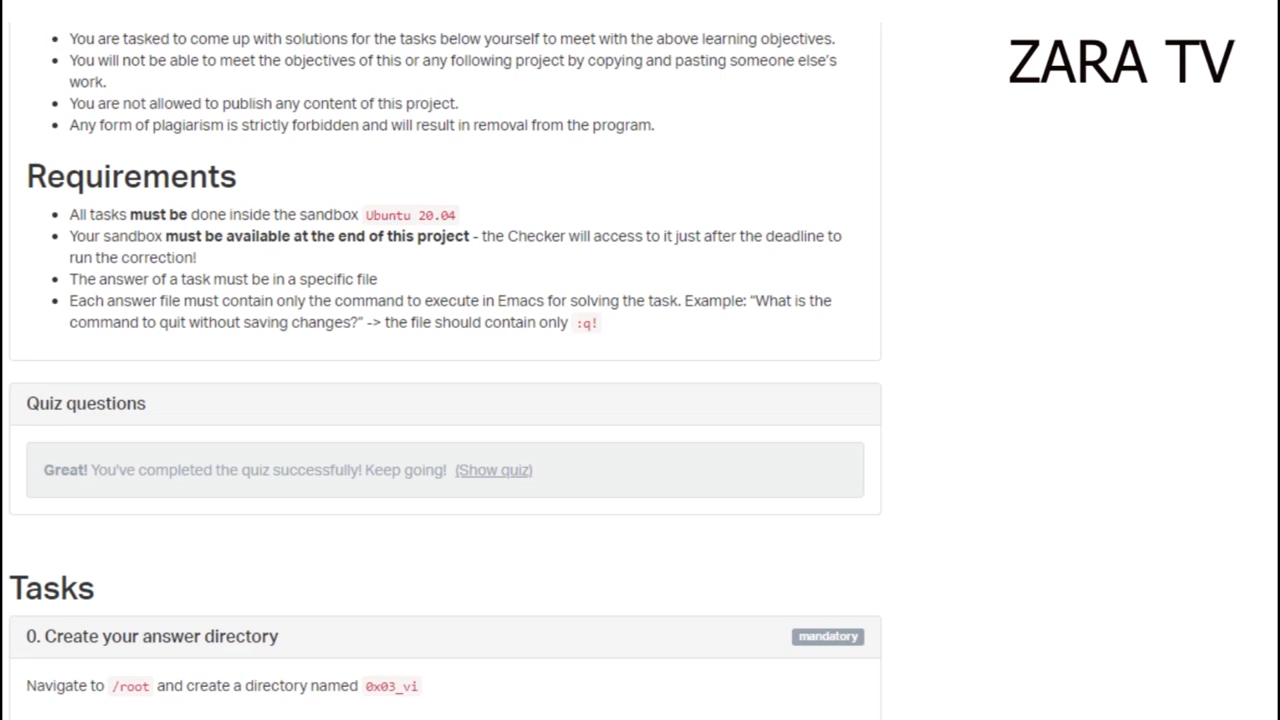 You are tasked to come up with solutions for the tasks below yourself to meet with the above learning objectives.
ZARA TV
You will not be able to meet the objectives of this or any following project by copying and pasting someone else's
work.
You are not allowed to publish any content of this project.
Any form of plagiarism is strictly forbidden and will result in removal from the program.
Requirements
All tasks must be done inside the sandbox Ubuntu 20.04
Your sandbox must be available at the end of this project - the Checker will access to it just after the deadline to
run the correction!
The answer of a task must be in a specific file
Each answer file must contain only the command to execute in Emacs for solving the task. Example: “What is the
command to quit without saving changes?” -> the file should contain only :q!
Quiz questions
Great! You've completed the quiz successfully! Keep going! (Show quiz)
Tasks
0. Create your answer directory
mandatory
Navigate to /root and create a directory named 0x03_vi